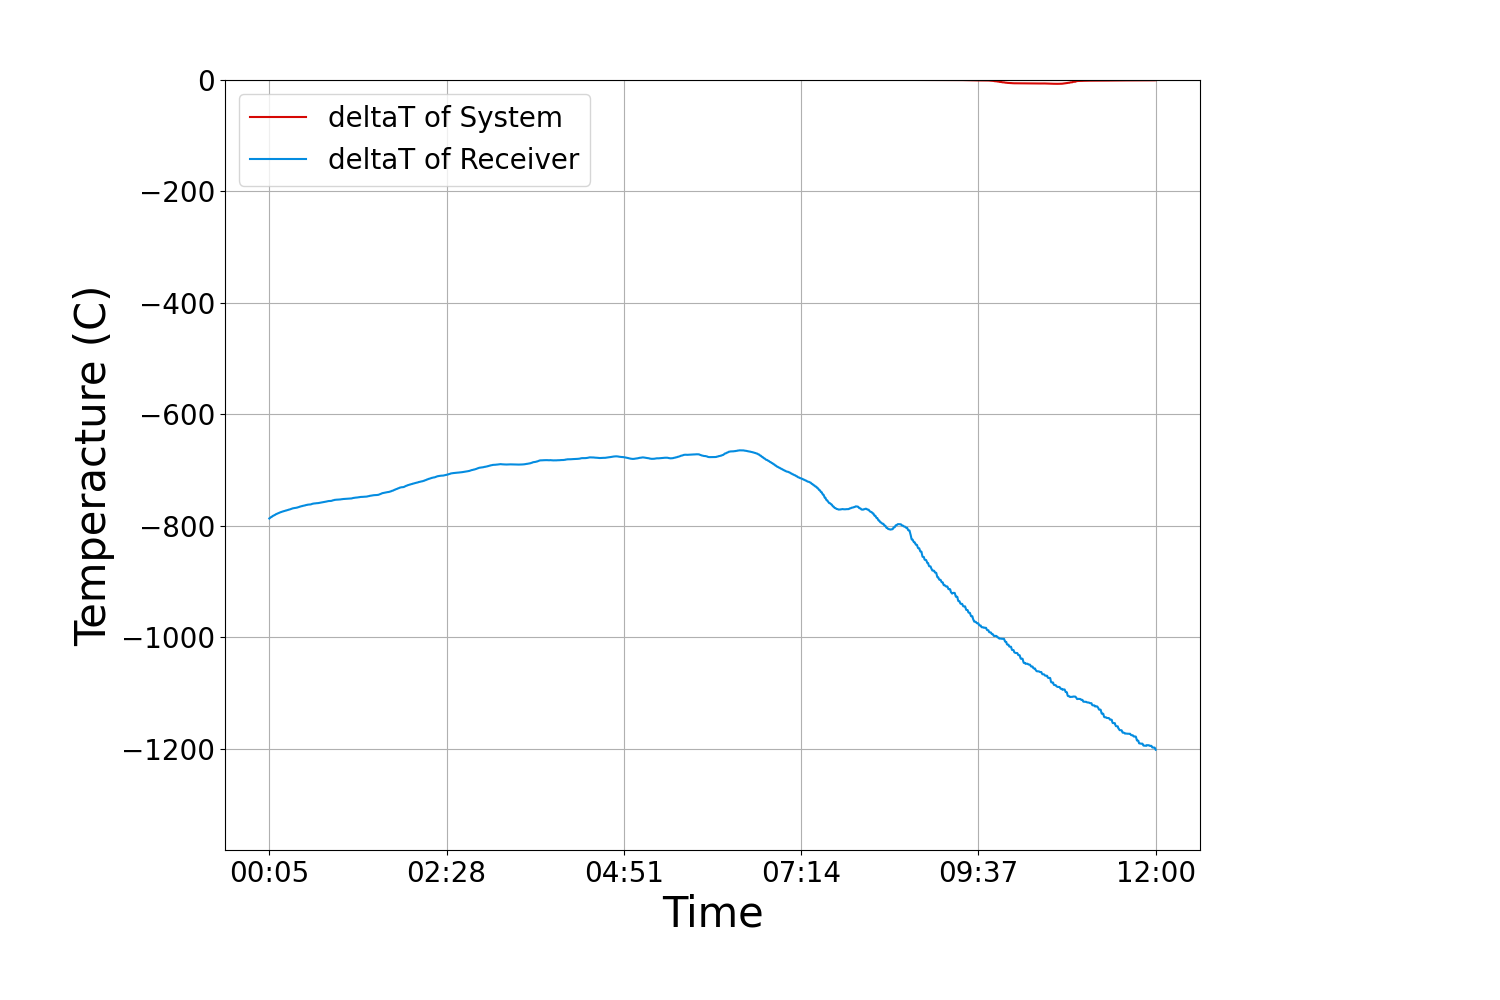 0
−200
−400
−600
−800
−1000
−1200
Temperacture (C)
deltaT of System
deltaT of Receiver
00:05 02:28 04:51 07:14 09:37 12:00
Time